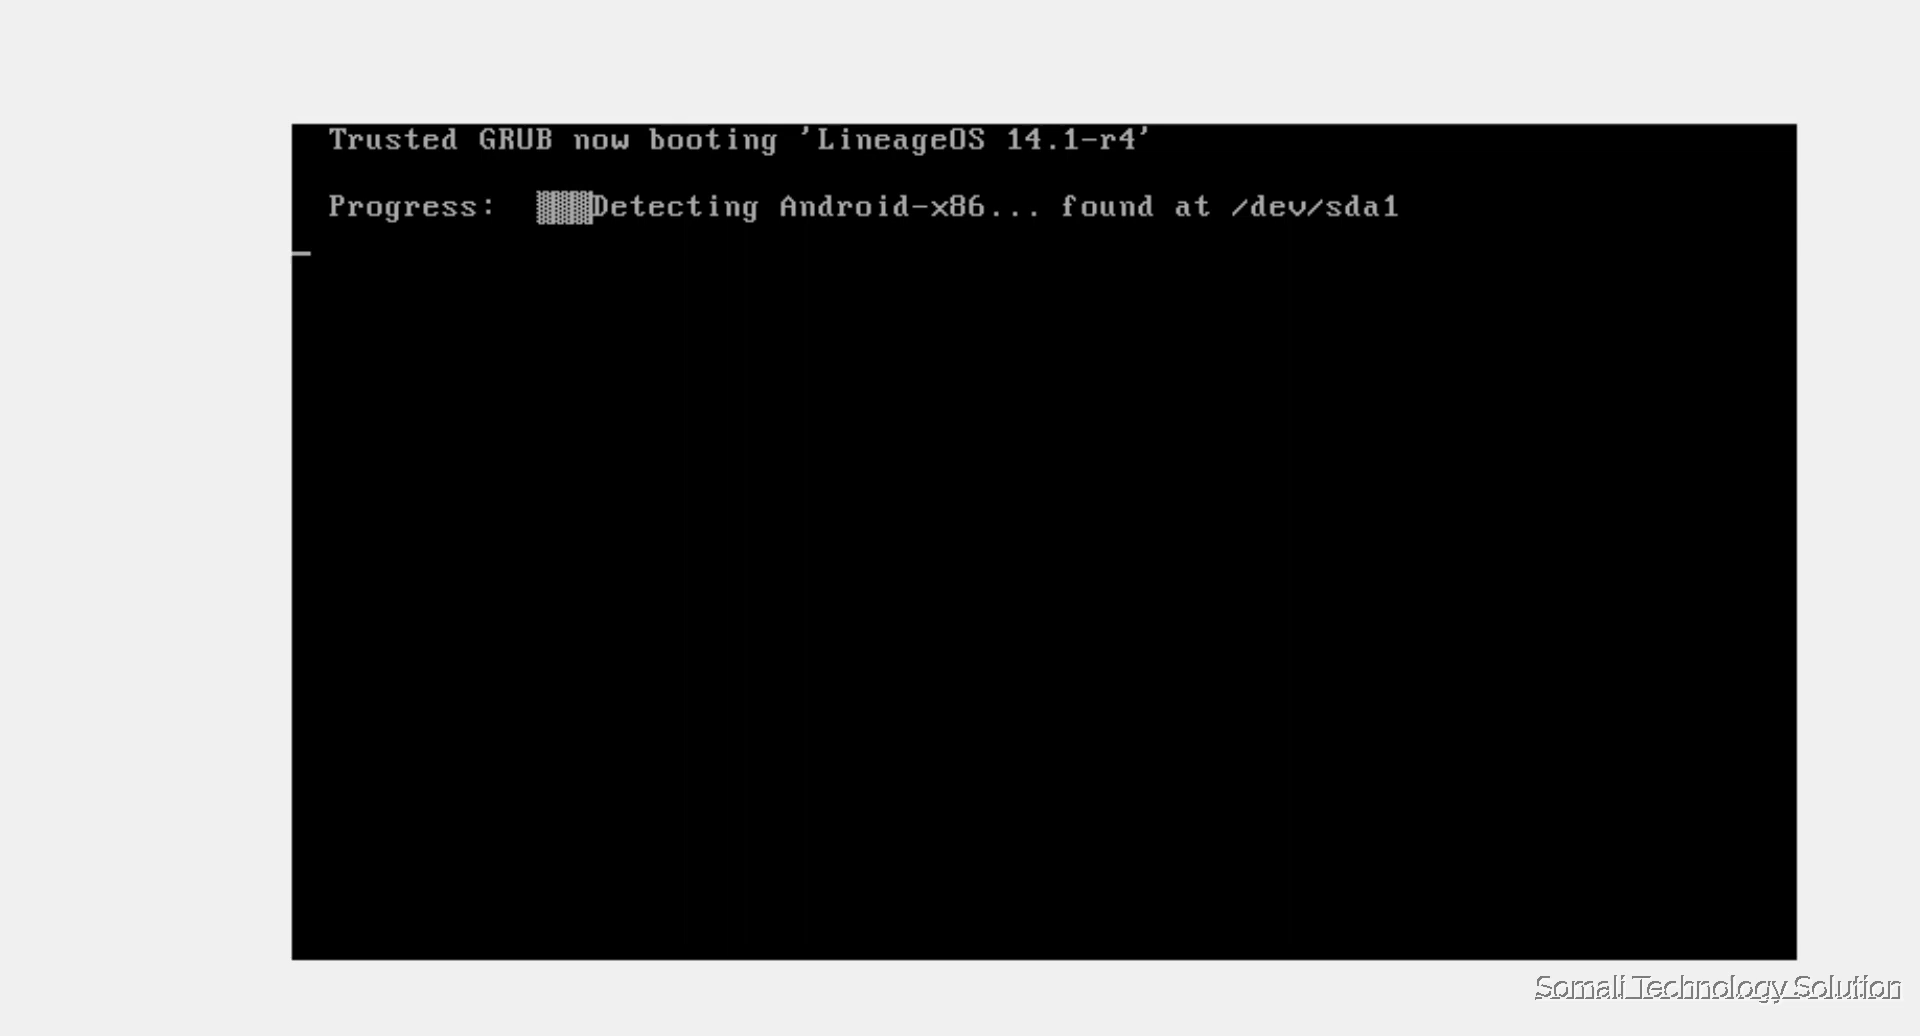 Trusted GRUB now booting 'LineageOS 14.1-r4'
Progress: ▒▒▒Detecting Android-x86... found at /dev/sda1
_
Somali Technology Solution